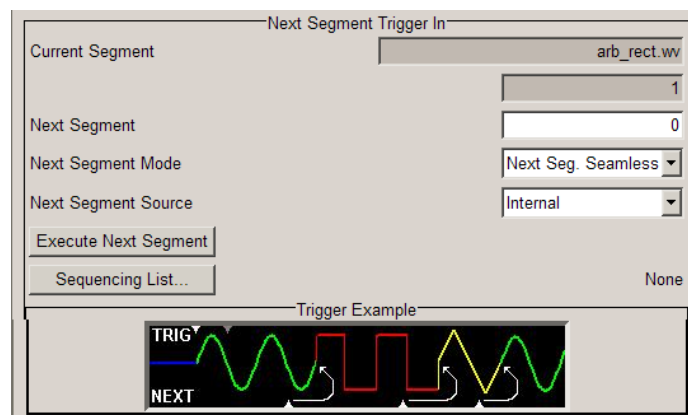 Next Segment Trigger In
Current Segment arb_rect.wv
1
Next Segment 0
Next Segment Mode Next Seg. Seamless
Next Segment Source Internal
Execute Next Segment
Sequencing List... None
Trigger Example
TRIG
NEXT